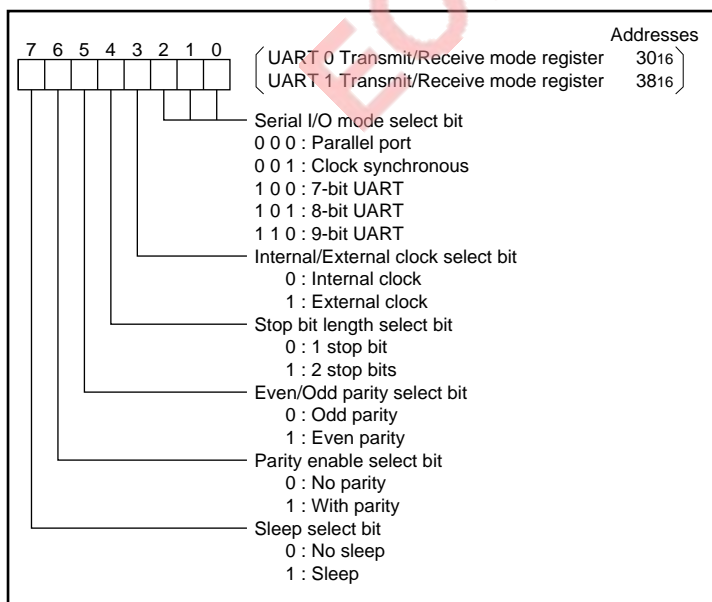 Addresses
7 6 5 4 3 2 1 0
UART 0 Transmit/Receive mode register 3016
UART 1 Transmit/Receive mode register 3816
Serial I/O mode select bit
0 0 0 : Parallel port
0 0 1 : Clock synchronous
1 0 0 : 7-bit UART
1 0 1 : 8-bit UART
1 1 0 : 9-bit UART
Internal/External clock select bit
0 : Internal clock
1 : External clock
Stop bit length select bit
0 : 1 stop bit
1 : 2 stop bits
Even/Odd parity select bit
0 : Odd parity
1 : Even parity
Parity enable select bit
0 : No parity
1 : With parity
Sleep select bit
0 : No sleep
1 : Sleep